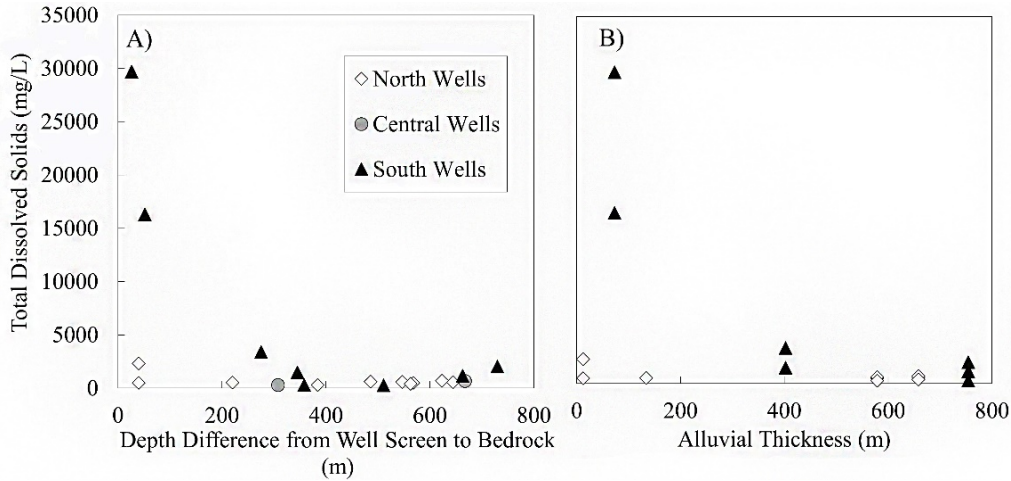 35000
30000
25000
20000
15000
10000
5000
0
Total Dissolved Solids (mg/L)
A)
North Wells
Central Wells
South Wells
0 200 400 600 800
Depth Difference from Well Screen to Bedrock
(m)
B)
0 200 400 600 800
Alluvial Thickness (m)